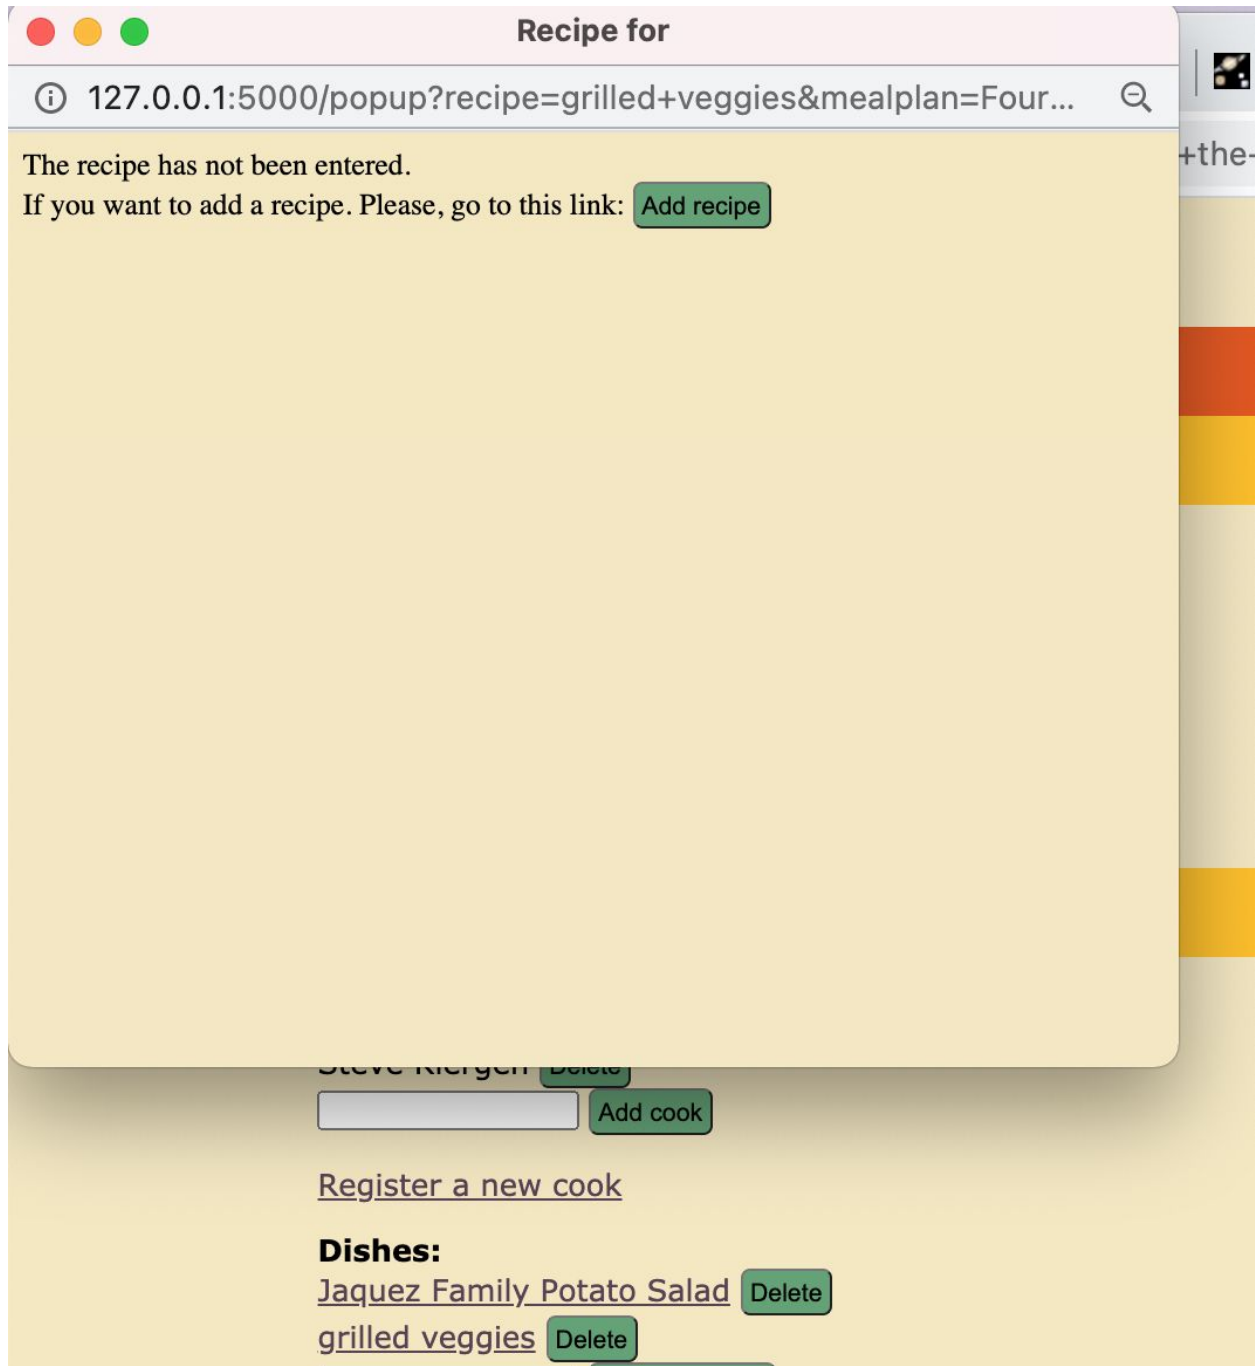 Recipe for
127.0.0.1:5000/popup?recipe=grilled+veggies&mealplan=Four...
+the-
The recipe has not been entered.
If you want to add a recipe. Please, go to this link: Add recipe
Delete
Add cook
Register a new cook
Dishes:
Jaquez Family Potato Salad Delete
grilled veggies Delete